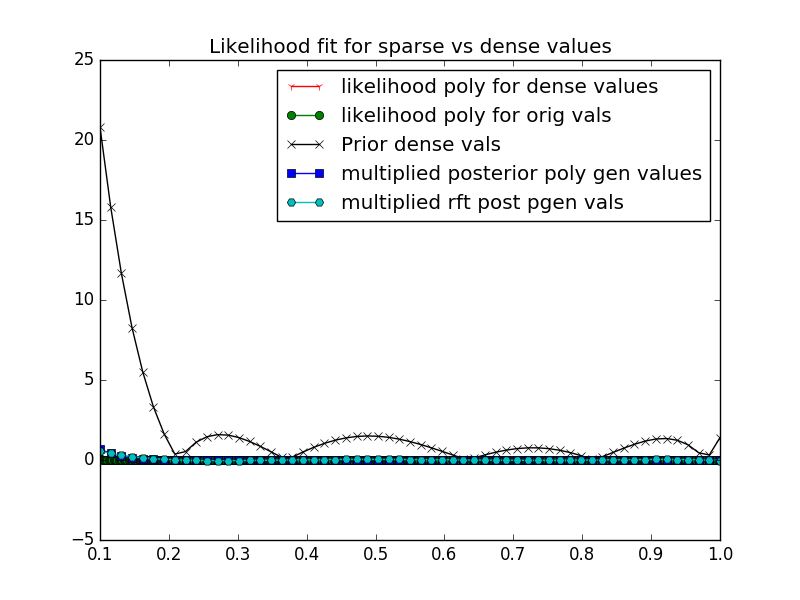 Likelihood fit for sparse vs dense values
likelihood poly for dense values
likelihood poly for orig vals
Prior dense vals
multiplied posterior poly gen values
multiplied rft post pgen vals
25
20
15
10
5
0
−5
0.1 0.2 0.3 0.4 0.5 0.6 0.7 0.8 0.9 1.0